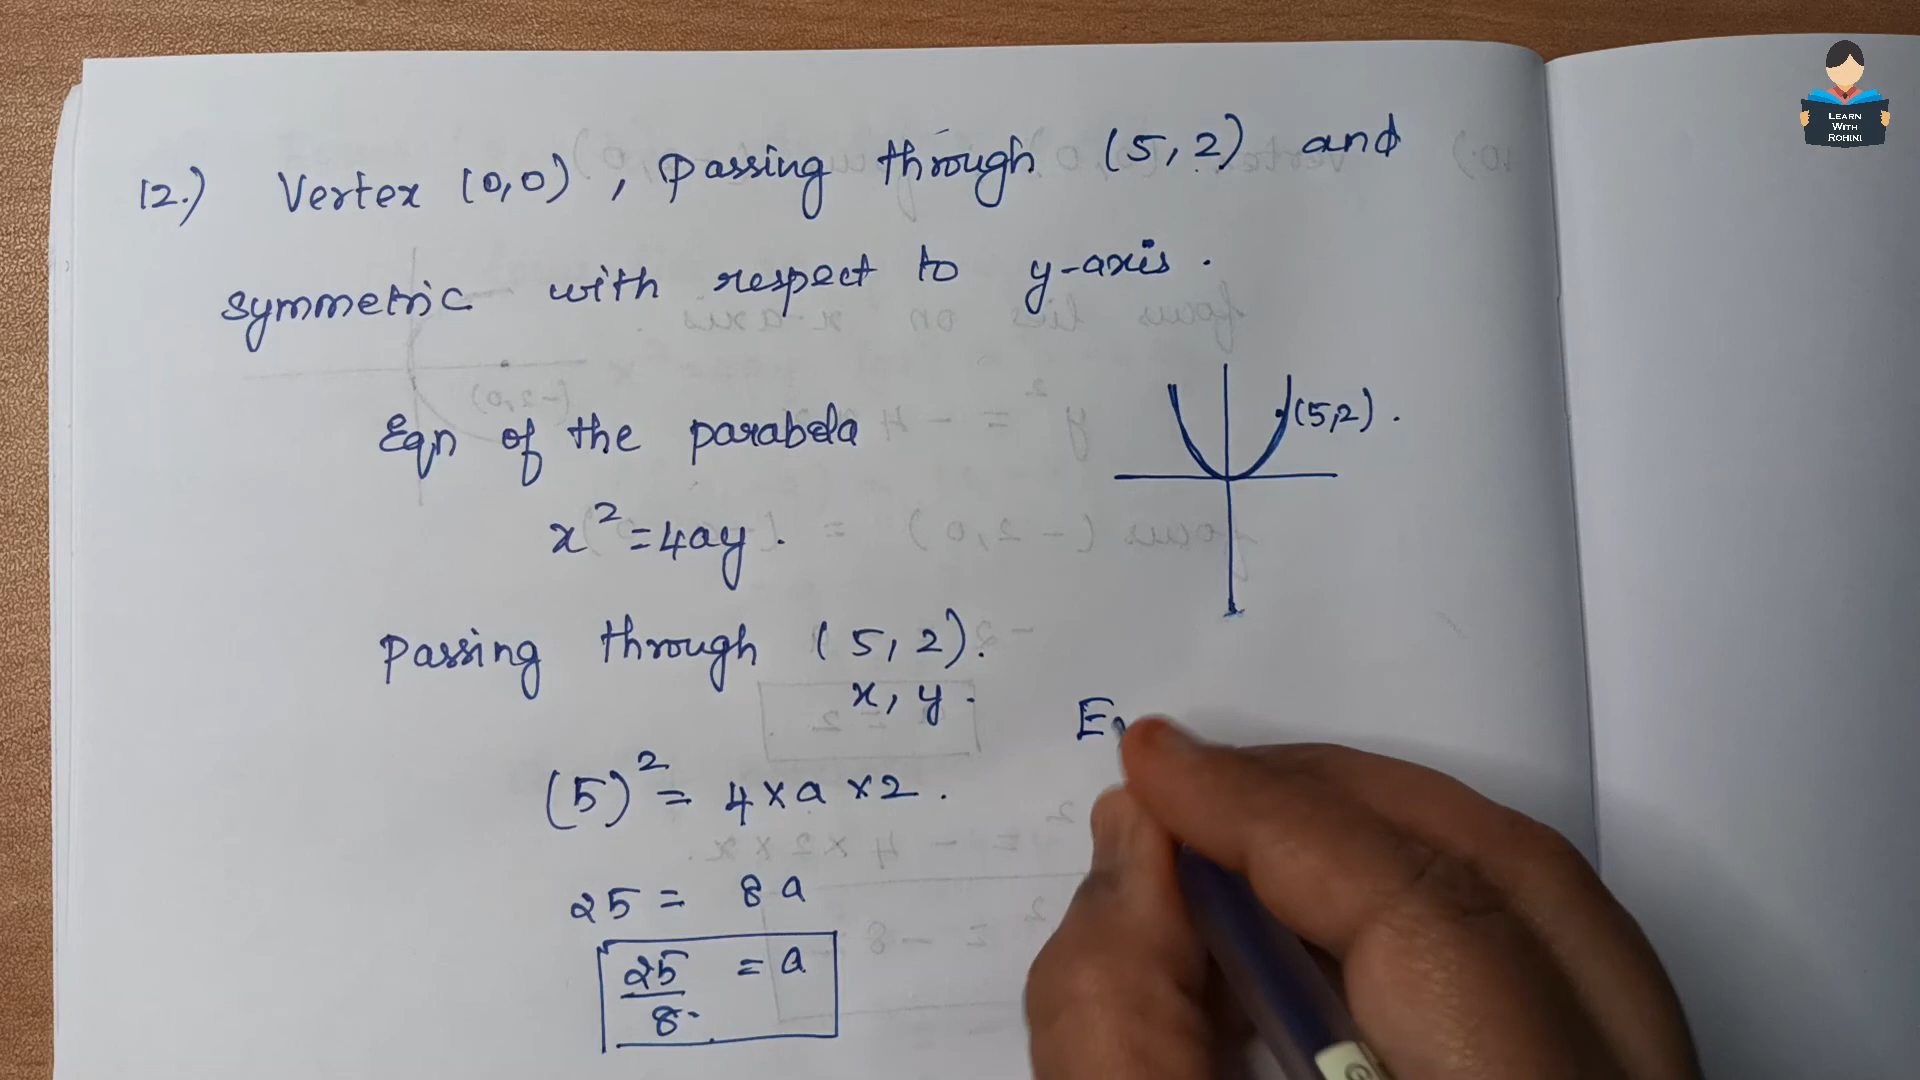 12.) Vertex (0,0), passing through (5,2) and
symmetric with respect to y-axis.
Eqn of the parabola
(5,2).
x² = 4ay.
Passing through (5,2).
x, y.
(5)² = 4×a×2.
25 = 8a
25/8 = a
LEARN
WITH
ROHINI